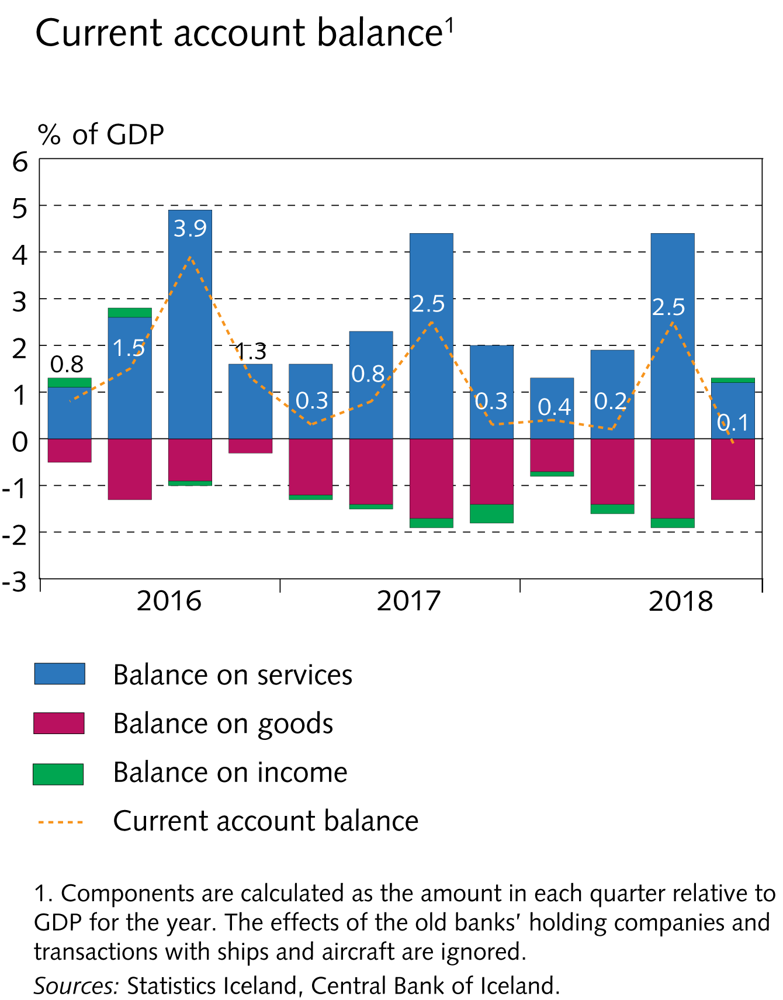 Current account balance¹
% of GDP
6
5
4
3
2
1
0
-1
-2
-3
0.8
1.5
3.9
1.3
0.3
0.8
2.5
0.3
0.4
0.2
2.5
0.1
2016
2017
2018
Balance on services
Balance on goods
Balance on income
Current account balance
1. Components are calculated as the amount in each quarter relative to
GDP for the year. The effects of the old banks' holding companies and
transactions with ships and aircraft are ignored.
Sources: Statistics Iceland, Central Bank of Iceland.